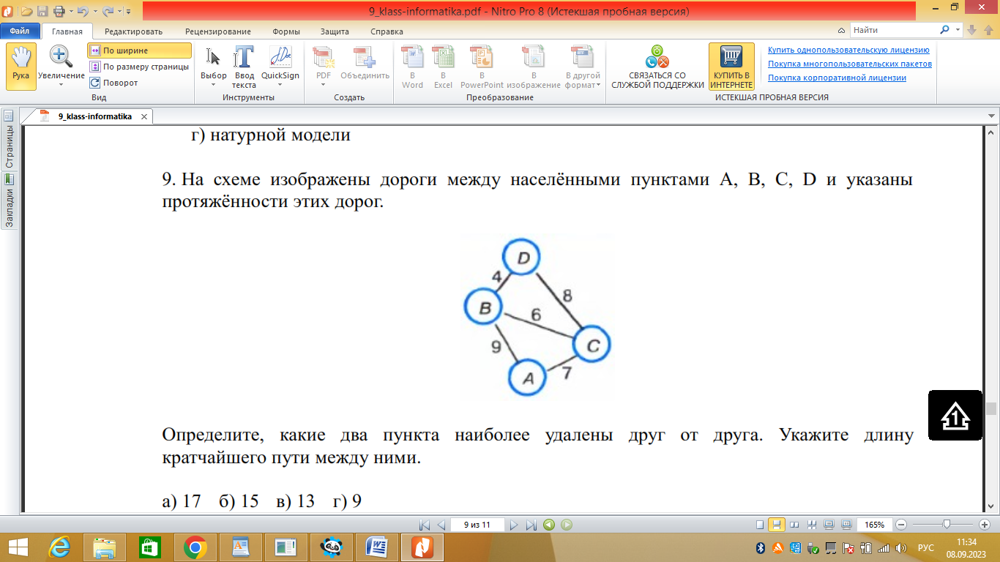 9_klass-informatika.pdf - Nitro Pro 8 (Истекшая пробная версия)
Файл Главная Редактировать Рецензирование Формы Защита Справка Найти
По ширине
По размеру страницы
Поворот
Рука Увеличение
Вид
Выбор Ввод текста QuickSign
Инструменты
PDF Объединить
Создать
В Word В Excel В PowerPoint В изображение В другой формат
Преобразование
СВЯЗАТЬСЯ СО СЛУЖБОЙ ПОДДЕРЖКИ КУПИТЬ В ИНТЕРНЕТЕ
Купить однопользовательскую лицензию
Покупка многопользовательских пакетов
Покупка корпоративной лицензии
ИСТЕКШАЯ ПРОБНАЯ ВЕРСИЯ
9_klass-informatika
Страницы
Закладки
г) натурной модели
9. На схеме изображены дороги между населёнными пунктами A, B, C, D и указаны
протяжённости этих дорог.
D
4
8
B
6
9
C
A
7
Определите, какие два пункта наиболее удалены друг от друга. Укажите длину
кратчайшего пути между ними.
а) 17 б) 15 в) 13 г) 9
1
9 из 11
165%
РУС
11:34
08.09.2023